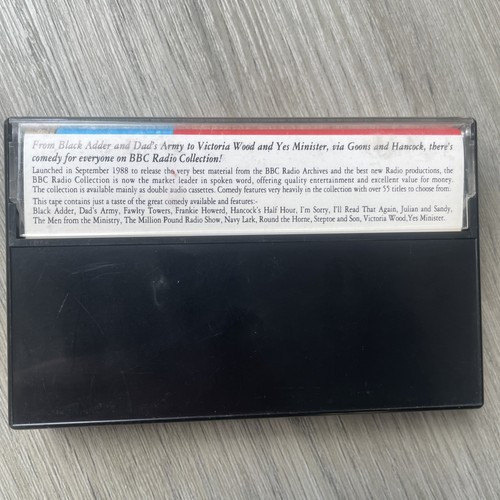 From Black Adder and Dad's Army to Victoria Wood and Yes Minister, via Goons and Hancock, there's
comedy for everyone on BBC Radio Collection!
Launched in September 1988 to release the very best material from the BBC Radio Archives and the best new Radio productions, the
BBC Radio Collection is now the market leader in spoken word, offering quality entertainment and excellent value for money.
The collection is available mainly as double audio cassettes. Comedy features very heavily in the collection with over 55 titles to choose from.
This tape contains just a taste of the great comedy available and features:-
Black Adder, Dad's Army, Fawlty Towers, Frankie Howerd, Hancock's Half Hour, I'm Sorry, I'll Read That Again, Julian and Sandy,
The Men from the Ministry, The Million Pound Radio Show, Navy Lark, Round the Horne, Steptoe and Son, Victoria Wood,Yes Minister.